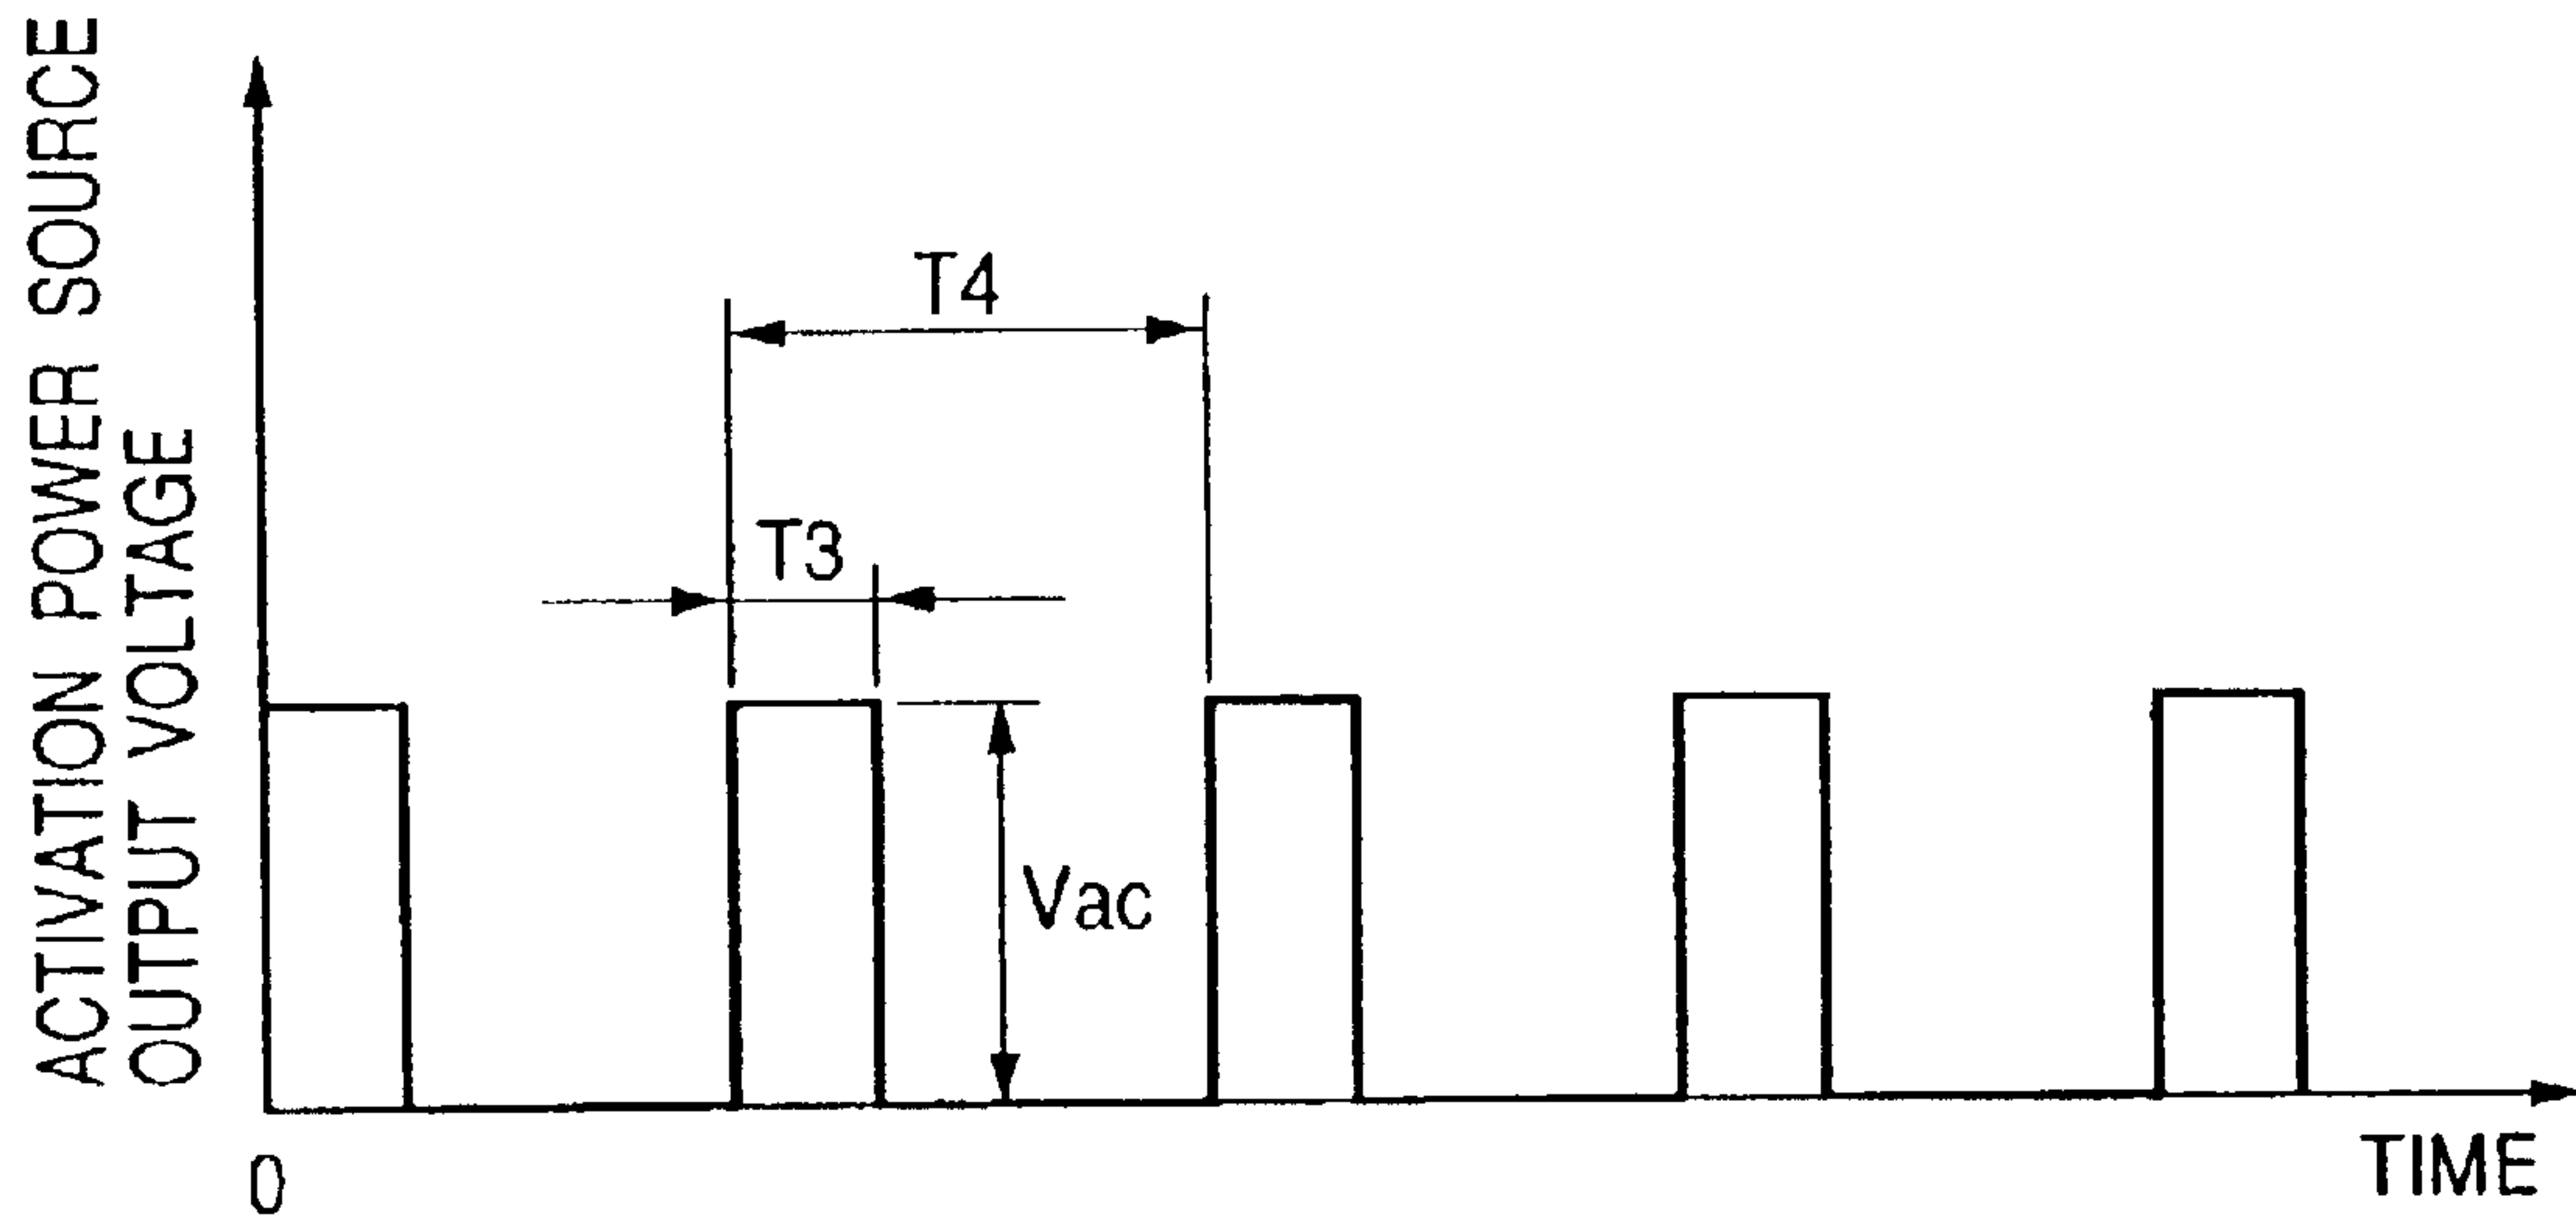 ACTIVATION POWER SOURCE
OUTPUT VOLTAGE
T4
T3
Vac
0
TIME